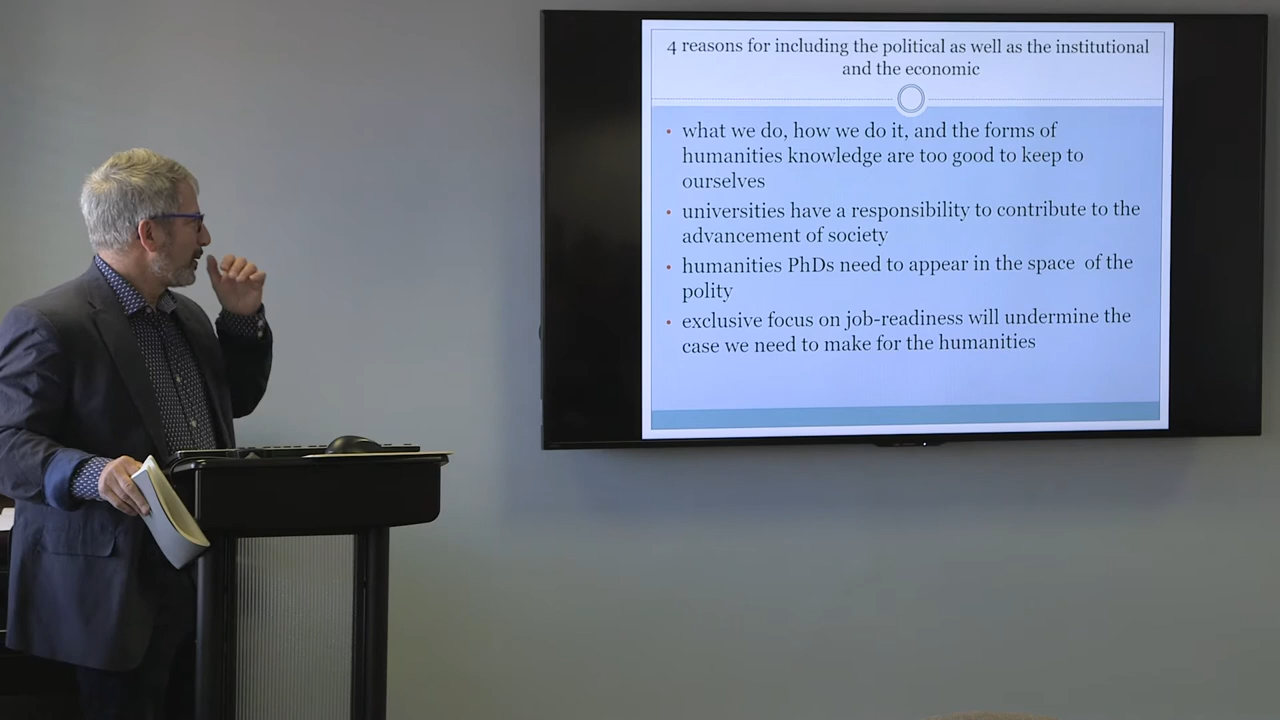 4 reasons for including the political as well as the institutional
and the economic
• what we do, how we do it, and the forms of
humanities knowledge are too good to keep to
ourselves
• universities have a responsibility to contribute to the
advancement of society
• humanities PhDs need to appear in the space of the
polity
• exclusive focus on job-readiness will undermine the
case we need to make for the humanities